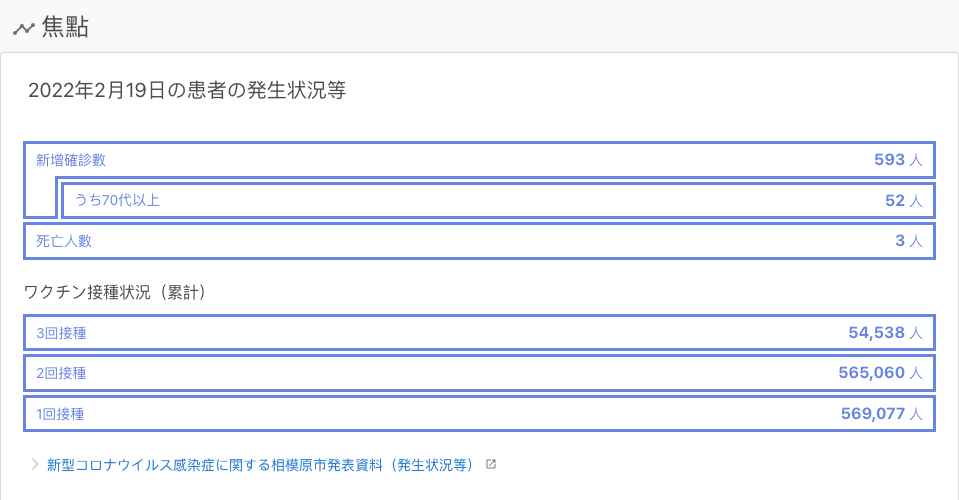 焦點
2022年2月19日の患者の発生状況等
新增確診數 593 人
うち70代以上 52 人
死亡人數 3 人
ワクチン接種状況（累計）
3回接種 54,538 人
2回接種 565,060 人
1回接種 569,077 人
新型コロナウイルス感染症に関する相模原市発表資料（発生状況等）